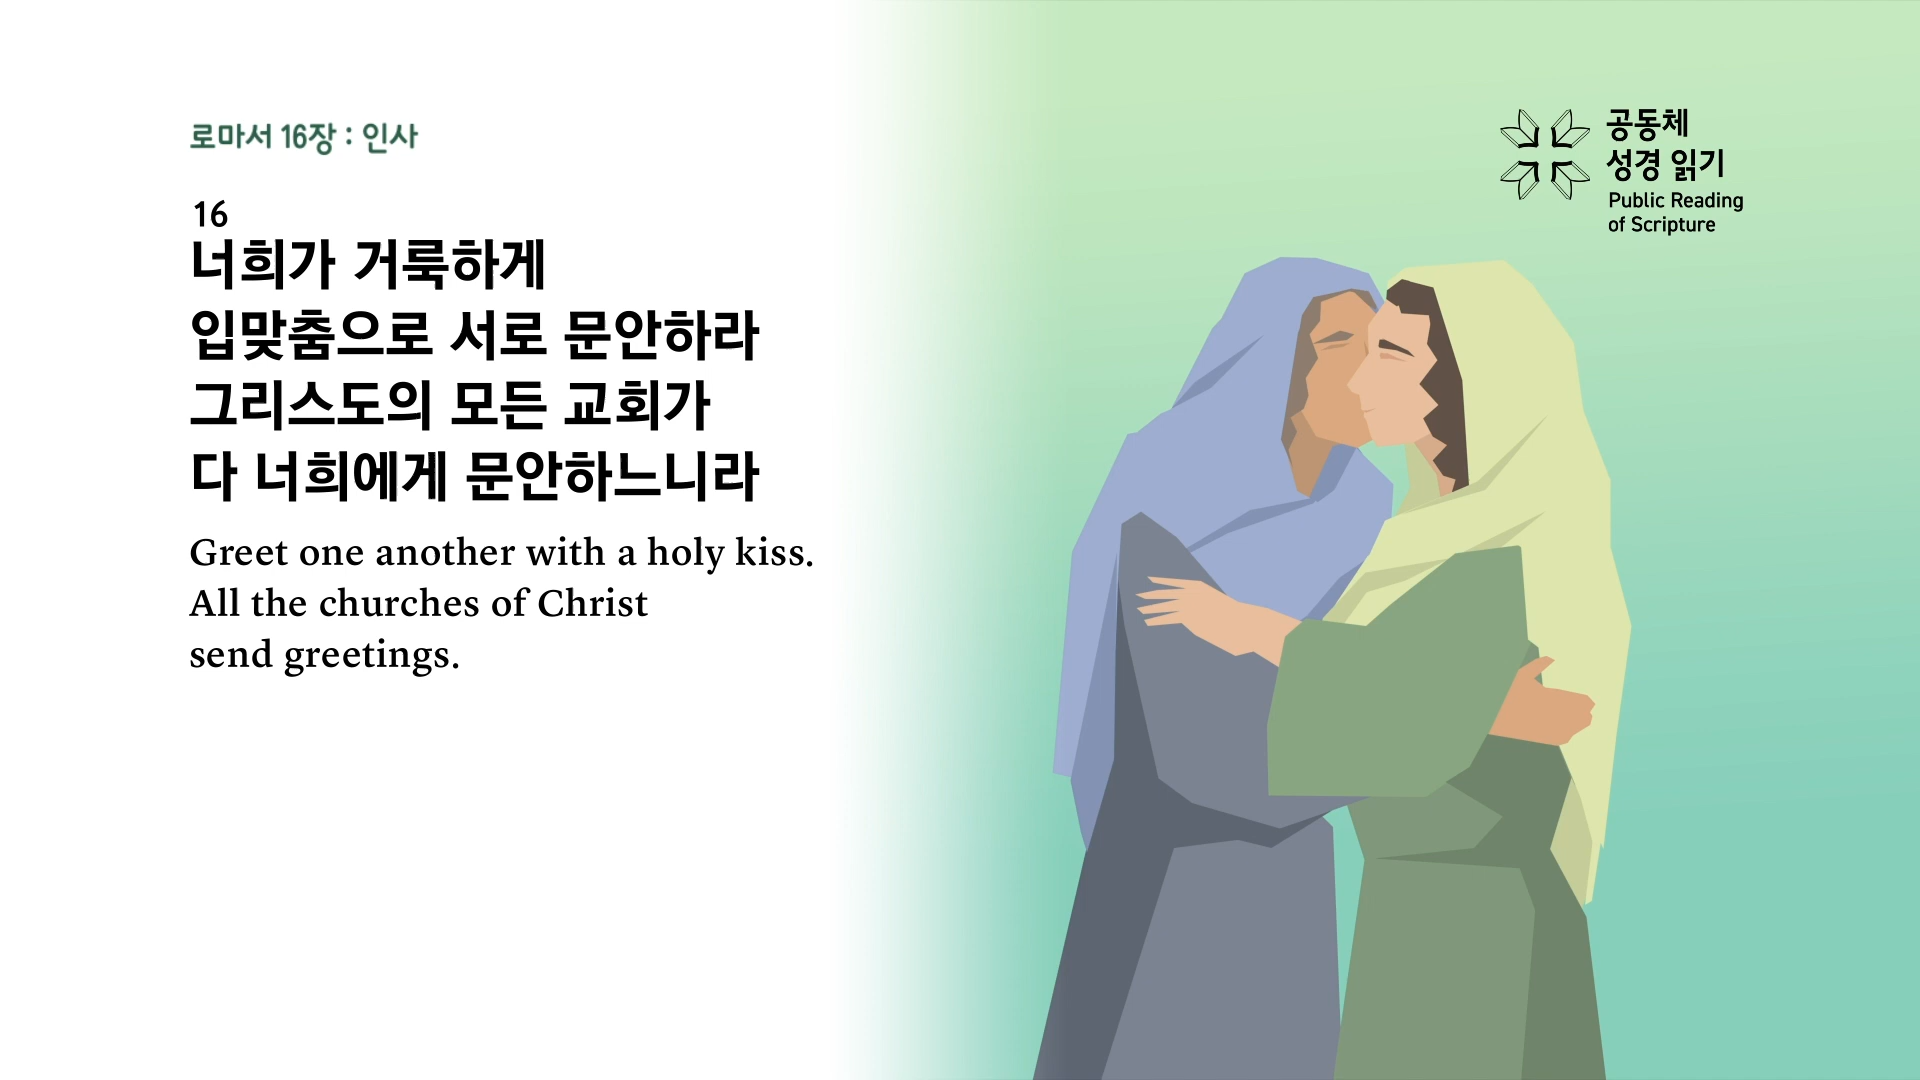 로마서 16장 : 인사
16
너희가 거룩하게
입맞춤으로 서로 문안하라
그리스도의 모든 교회가
다 너희에게 문안하느니라
Greet one another with a holy kiss.
All the churches of Christ
send greetings.
공동체
성경 읽기
Public Reading
of Scripture